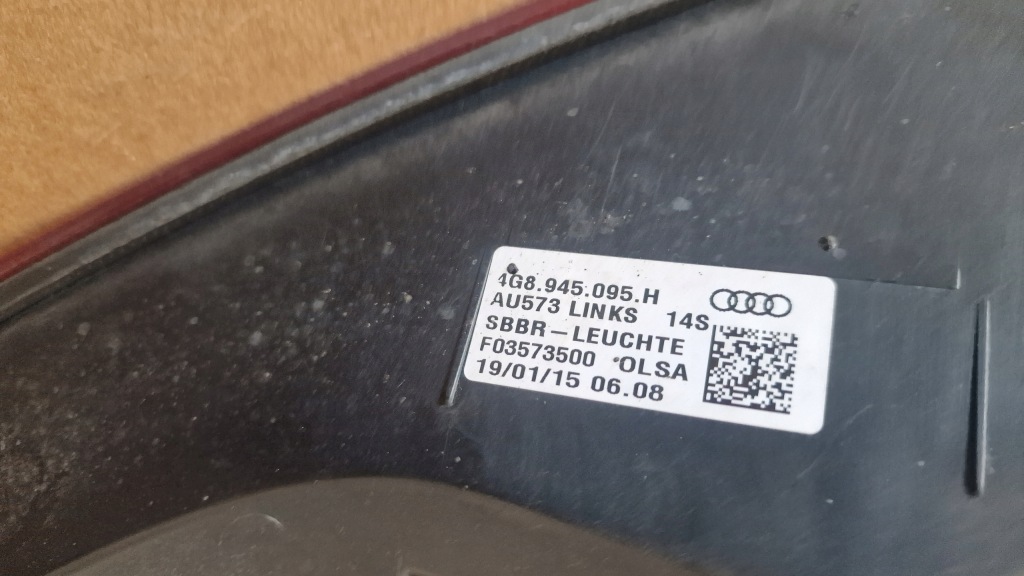 4G8.945.095.H
AU573 LINKS 14S
SBBR-LEUCHTE
F03573500 OLSA
19/01/15 06.08